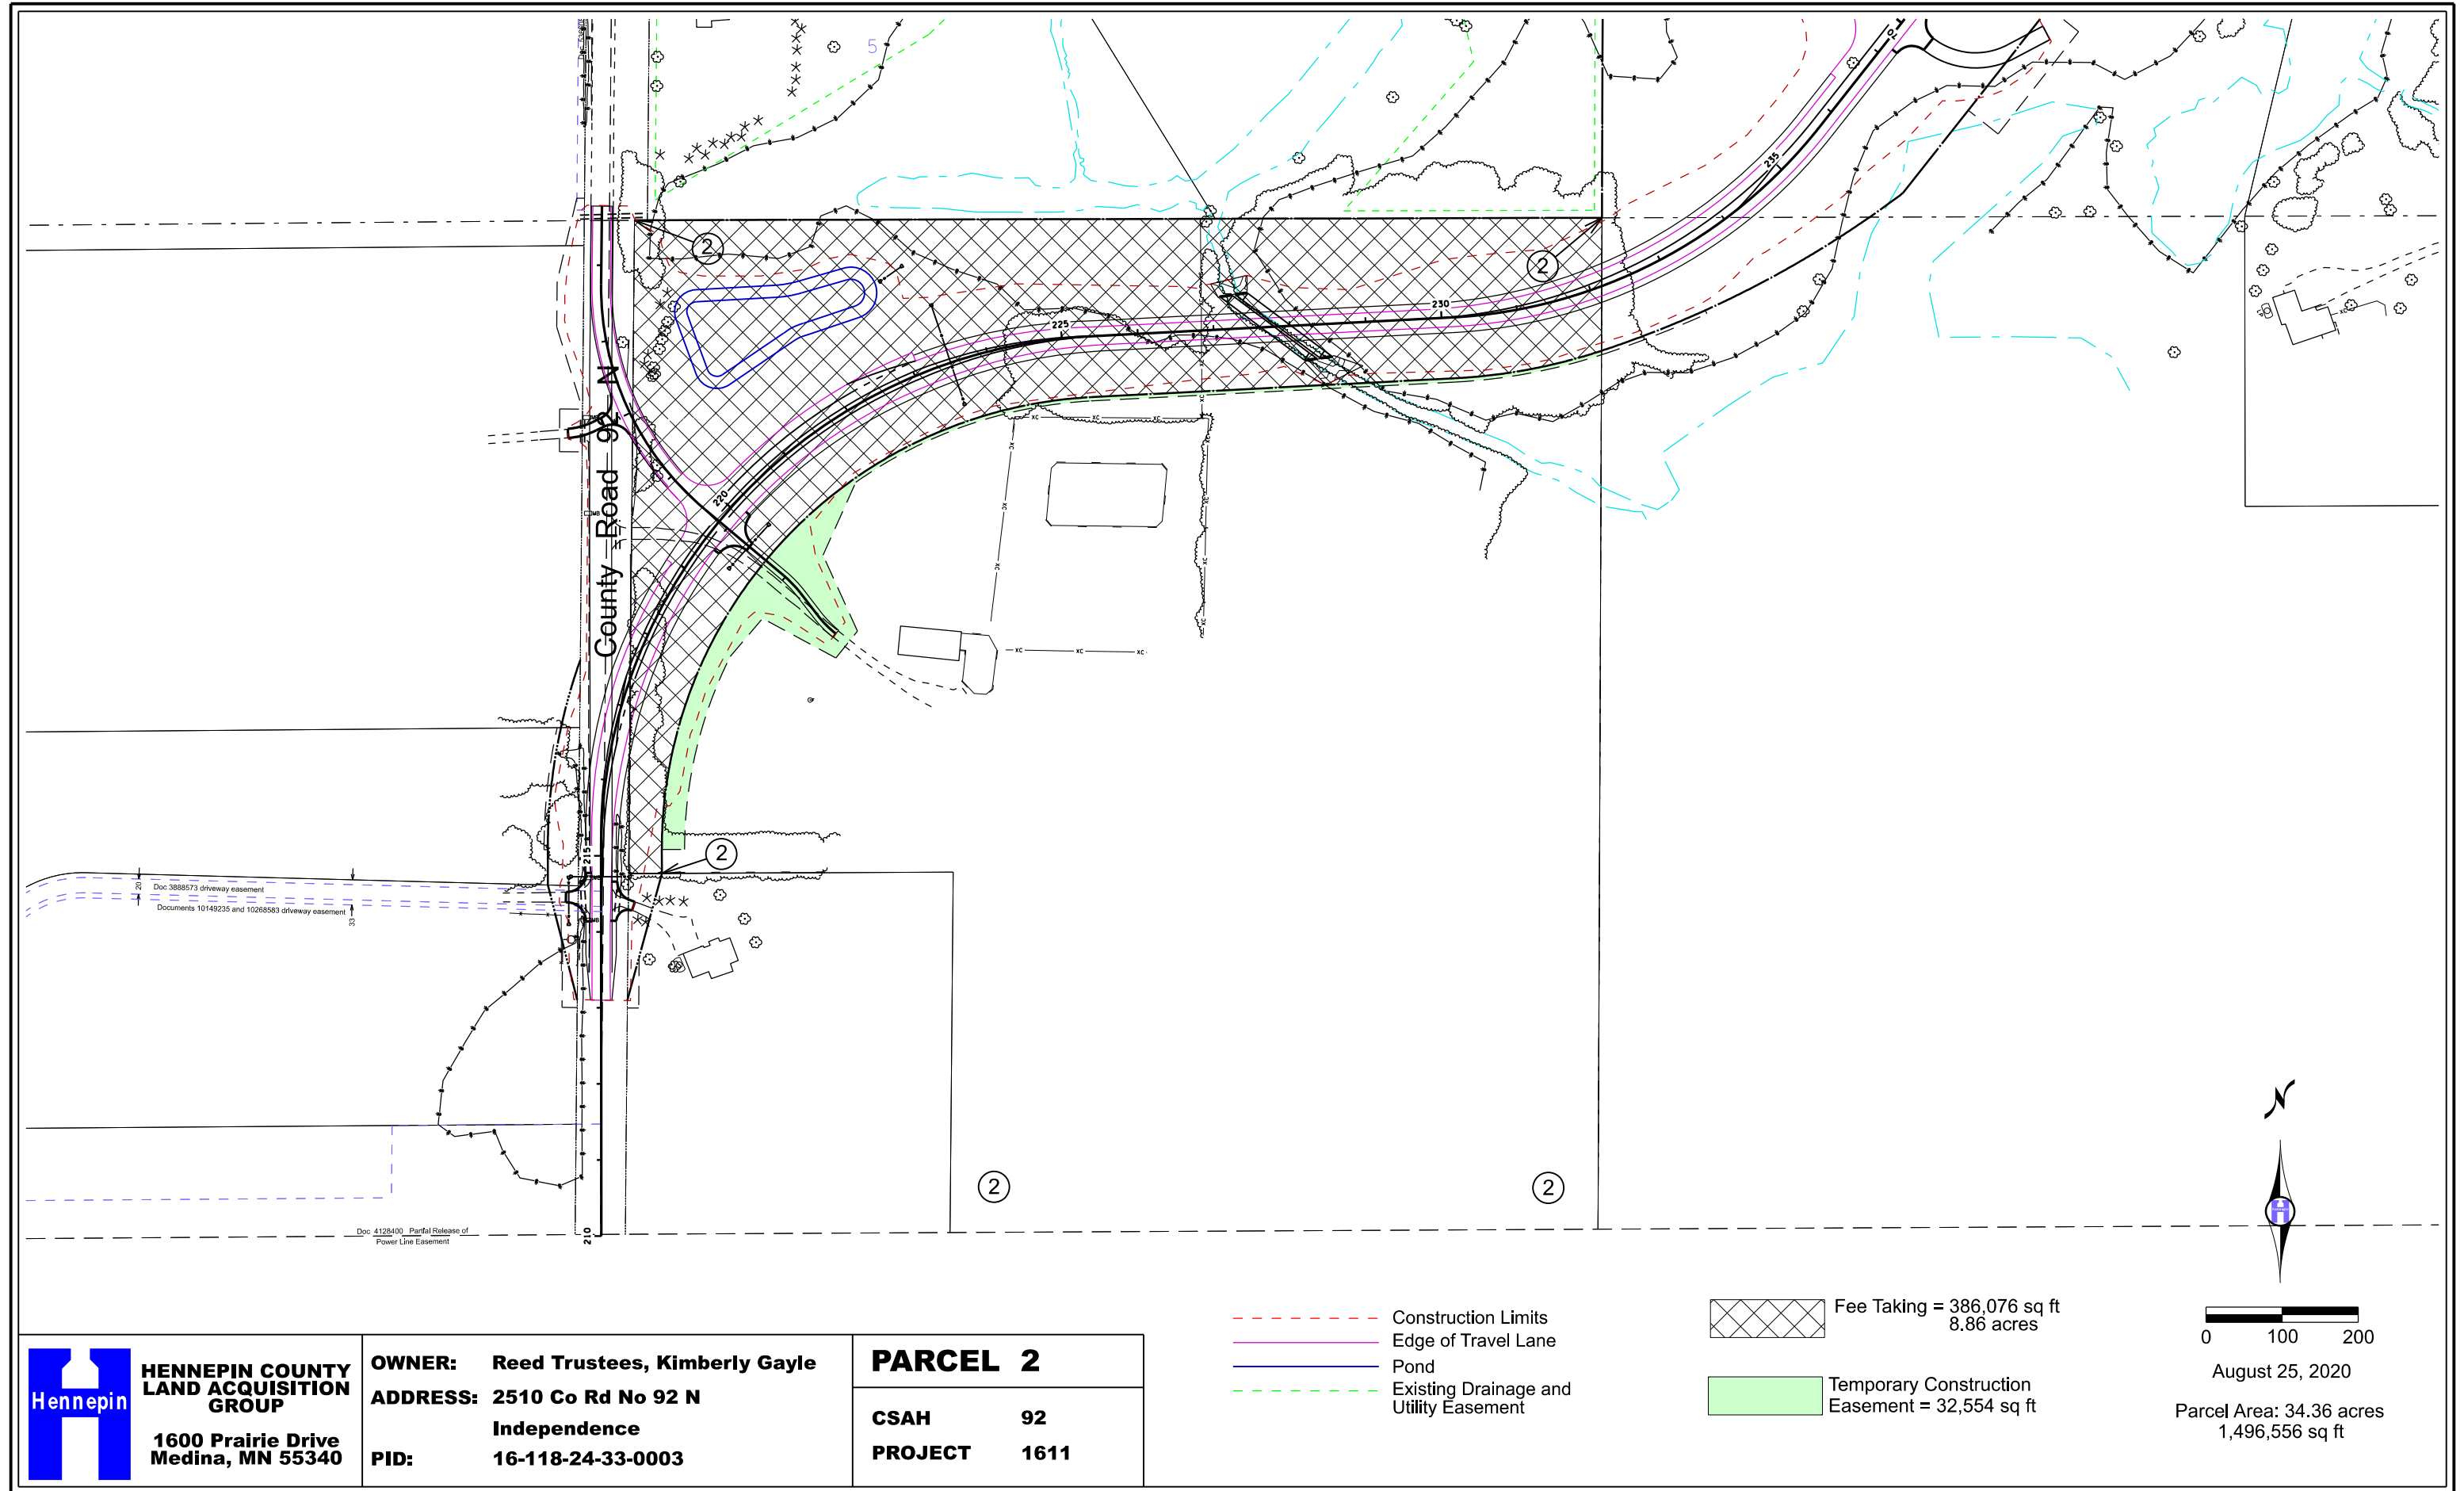 5
2
2
235
230
225
220
County Road 92 N
2
215
20
Doc 3888573 driveway easement
Documents 10149235 and 10268583 driveway easement
33
2
2
Doc 4128400 Partial Release of
Power Line Easement
210
N
Construction Limits
Edge of Travel Lane
Pond
Existing Drainage and
Utility Easement
Fee Taking = 386,076 sq ft
8.86 acres
Temporary Construction
Easement = 32,554 sq ft
0 100 200
August 25, 2020
Parcel Area: 34.36 acres
1,496,556 sq ft
Hennepin
HENNEPIN COUNTY
LAND ACQUISITION
GROUP
1600 Prairie Drive
Medina, MN 55340
OWNER: Reed Trustees, Kimberly Gayle
ADDRESS: 2510 Co Rd No 92 N
Independence
PID: 16-118-24-33-0003
PARCEL 2
CSAH 92
PROJECT 1611